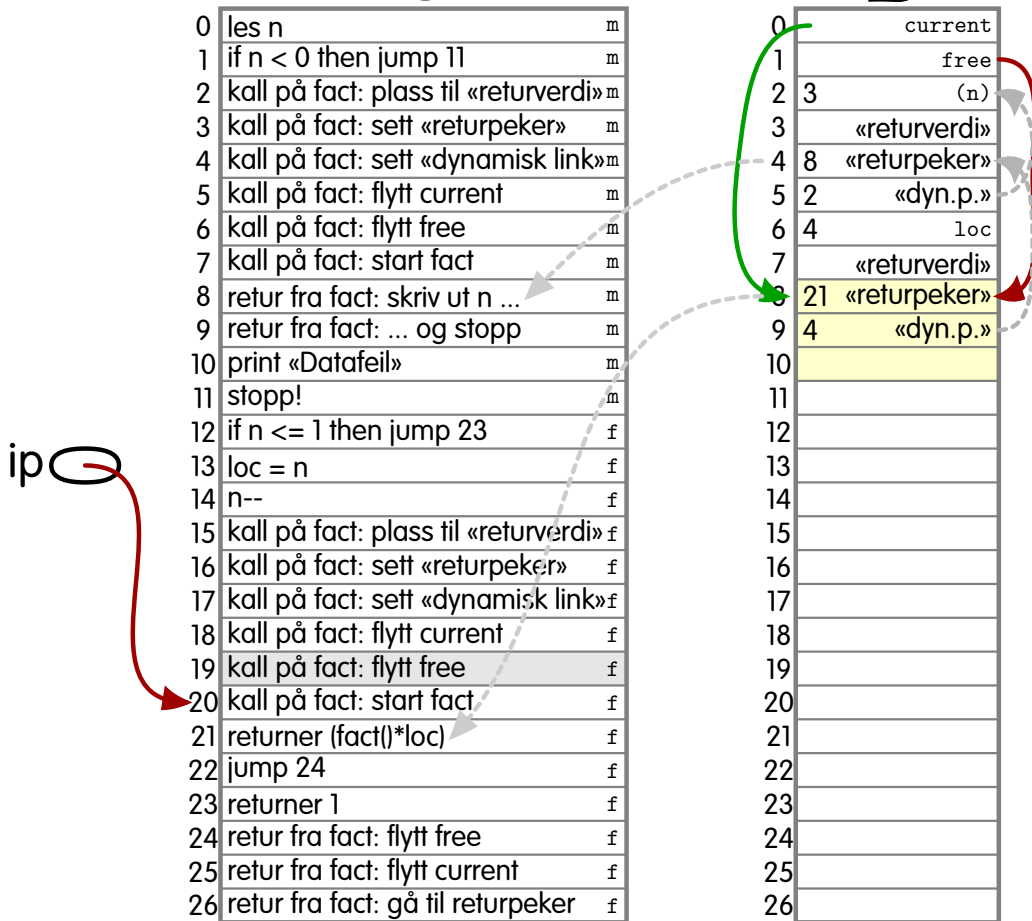 0 les n m
1 if n < 0 then jump 11 m
2 kall på fact: plass til «returverdi» m
3 kall på fact: sett «returpeker» m
4 kall på fact: sett «dynamisk link» m
5 kall på fact: flytt current m
6 kall på fact: flytt free m
7 kall på fact: start fact m
8 retur fra fact: skriv ut n ... m
9 retur fra fact: ... og stopp m
10 print «Datafeil» m
11 stopp! m
12 if n <= 1 then jump 23 f
13 loc = n f
14 n-- f
15 kall på fact: plass til «returverdi» f
16 kall på fact: sett «returpeker» f
17 kall på fact: sett «dynamisk link» f
18 kall på fact: flytt current f
19 kall på fact: flytt free f
20 kall på fact: start fact f
21 returner (fact()*loc) f
22 jump 24 f
23 returner 1 f
24 retur fra fact: flytt free f
25 retur fra fact: flytt current f
26 retur fra fact: gå til returpeker f
ip
0 current
1 free
2 3 (n)
3 «returverdi»
4 8 «returpeker»
5 2 «dyn.p.»
6 4 loc
7 «returverdi»
8 21 «returpeker»
9 4 «dyn.p.»
10
11
12
13
14
15
16
17
18
19
20
21
22
23
24
25
26